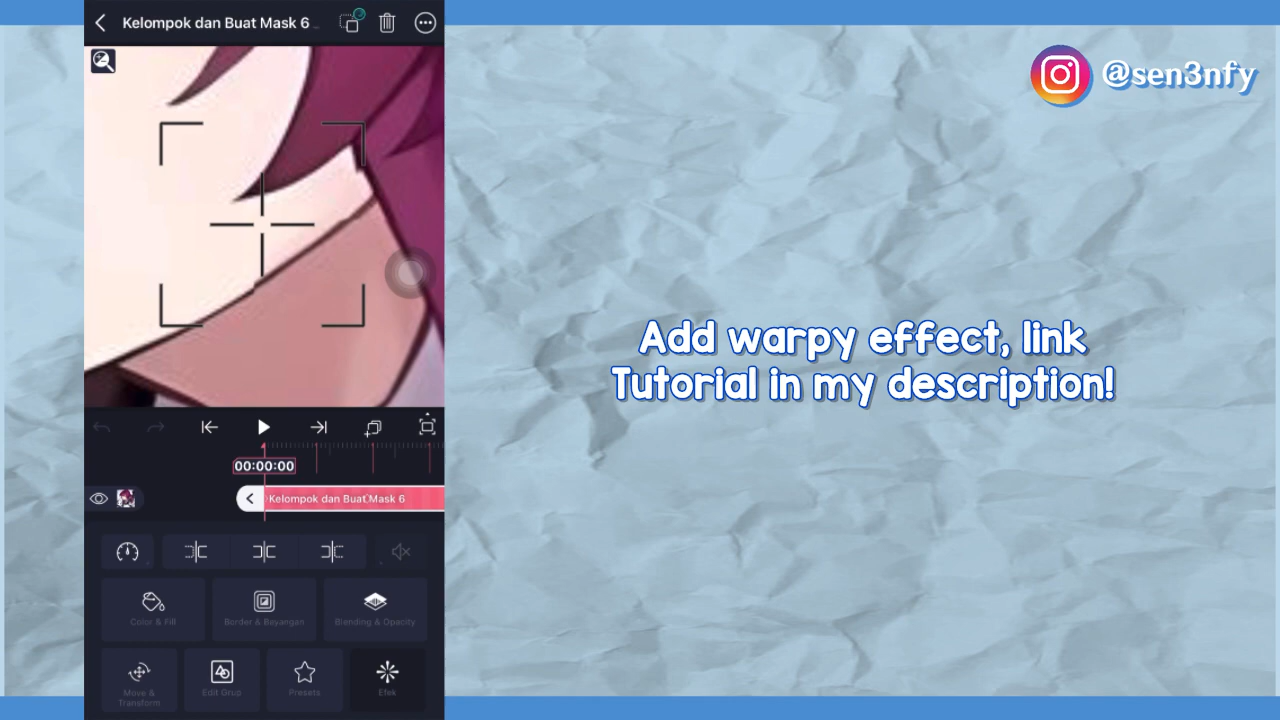 Kelompok dan Buat Mask 6
@sen3nfy
Add warpy effect, link
Tutorial in my description!
00:00:00
Kelompok dan Buat Mask 6
Color & Fill
Border & Bayangan
Blending & Opacity
Move &
Transform
Edit Grup
Presets
Efek